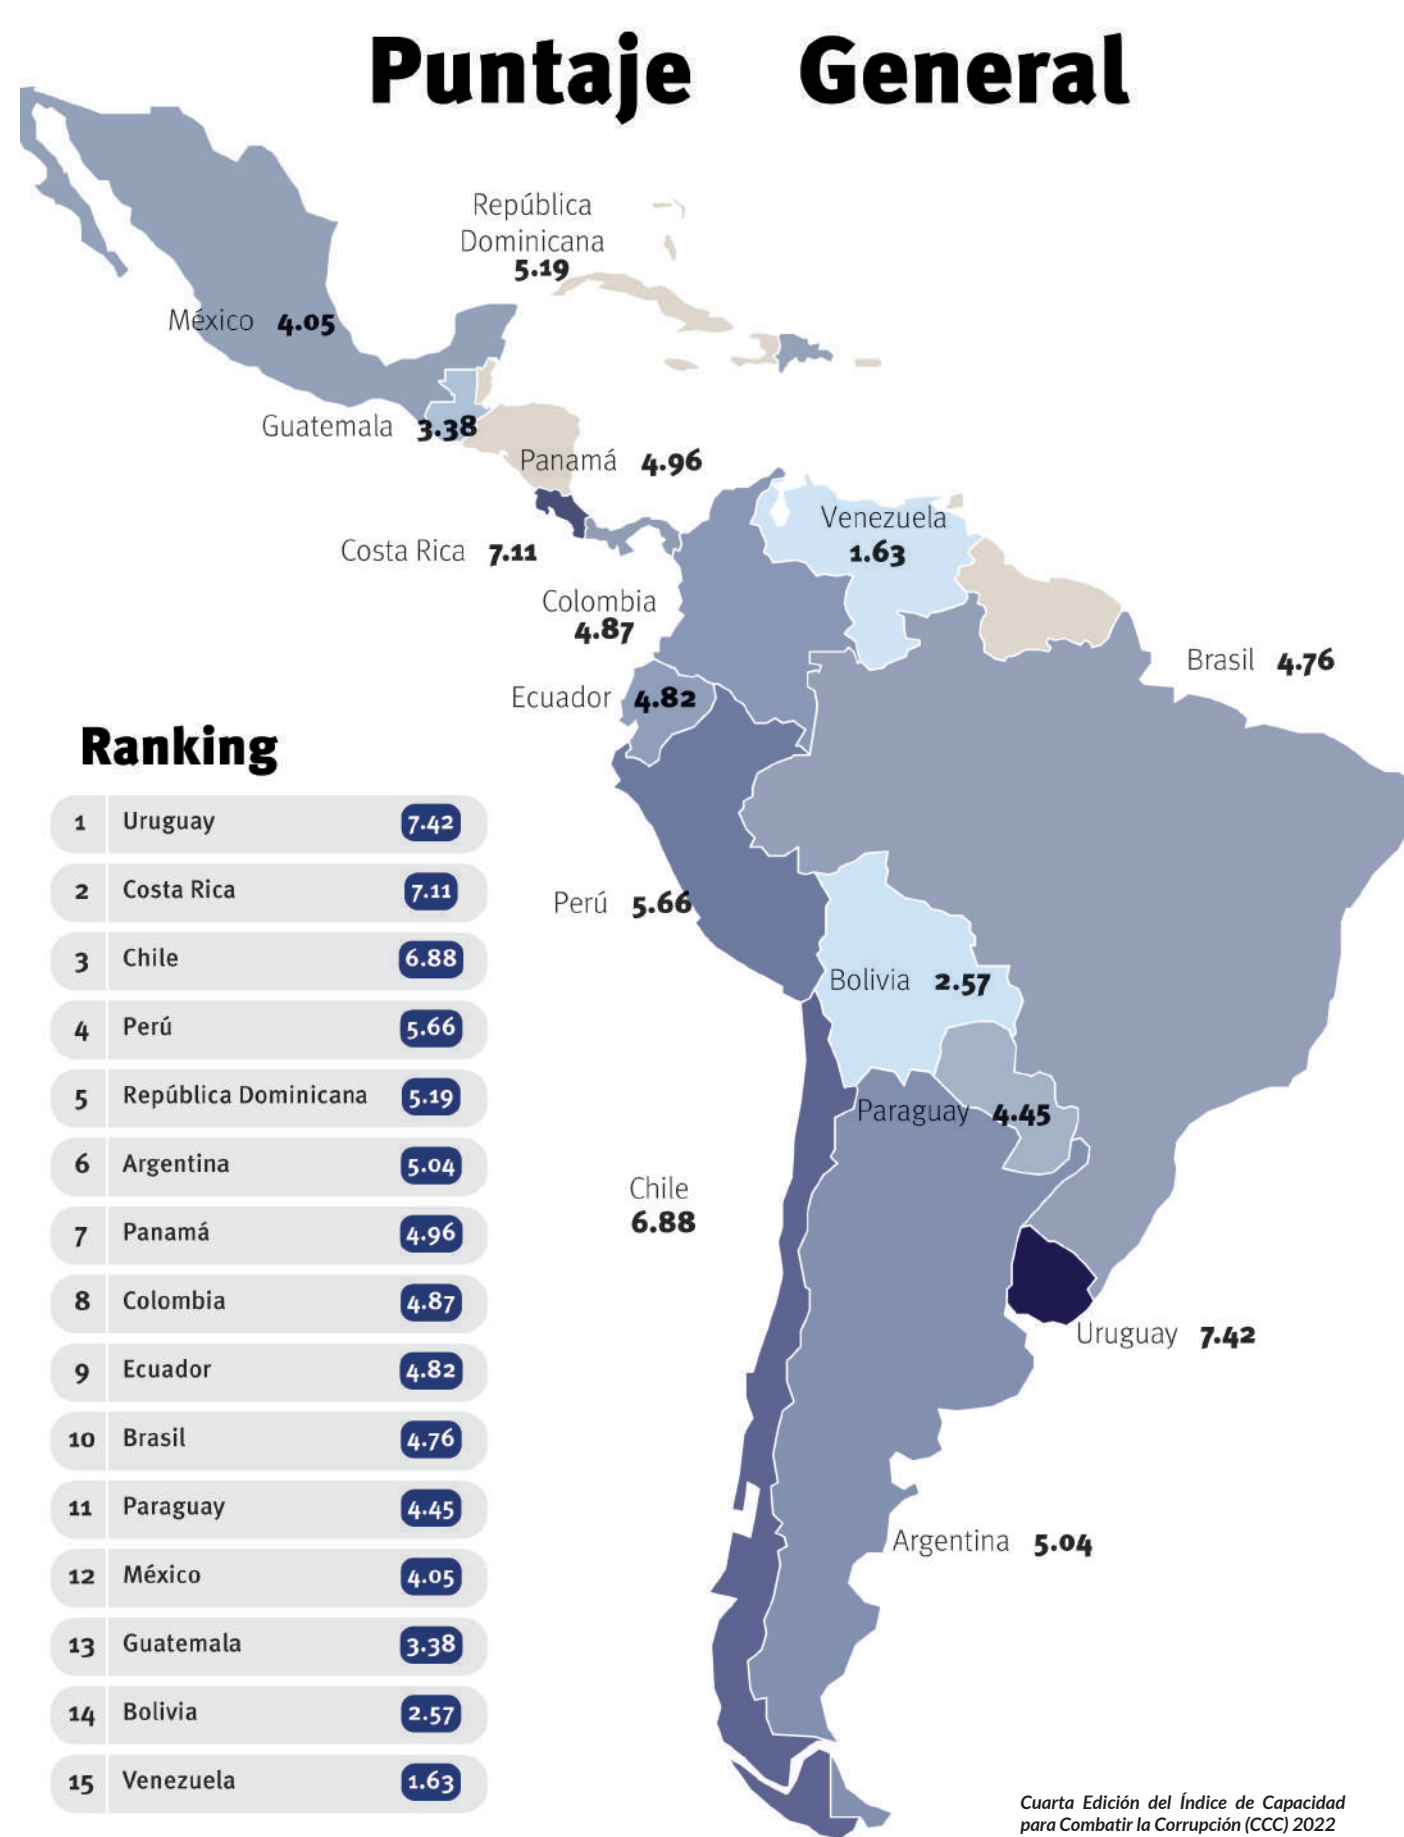 Puntaje General
República
Dominicana
5.19
México 4.05
Guatemala 3.38
Panamá 4.96
Venezuela
1.63
Costa Rica 7.11
Colombia
4.87
Brasil 4.76
Ecuador 4.82
Perú 5.66
Bolivia 2.57
Paraguay 4.45
Chile
6.88
Uruguay 7.42
Argentina 5.04
Ranking
1 Uruguay 7.42
2 Costa Rica 7.11
3 Chile 6.88
4 Perú 5.66
5 República Dominicana 5.19
6 Argentina 5.04
7 Panamá 4.96
8 Colombia 4.87
9 Ecuador 4.82
10 Brasil 4.76
11 Paraguay 4.45
12 México 4.05
13 Guatemala 3.38
14 Bolivia 2.57
15 Venezuela 1.63
Cuarta Edición del Índice de Capacidad
para Combatir la Corrupción (CCC) 2022